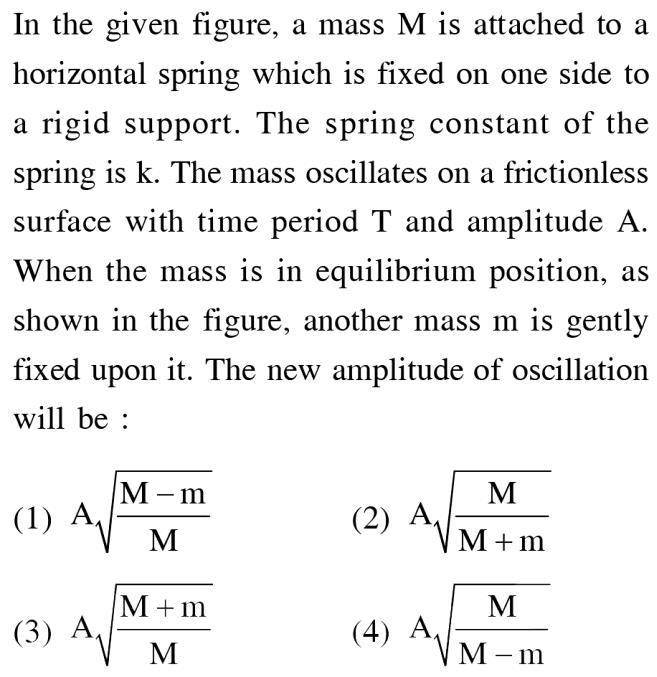 In the given figure, a mass M is attached to a
horizontal spring which is fixed on one side to
a rigid support. The spring constant of the
spring is k. The mass oscillates on a frictionless
surface with time period T and amplitude A.
When the mass is in equilibrium position, as
shown in the figure, another mass m is gently
fixed upon it. The new amplitude of oscillation
will be :
(1) A√((M − m)/M) (2) A√(M/(M + m))
(3) A√((M + m)/M) (4) A√(M/(M − m))